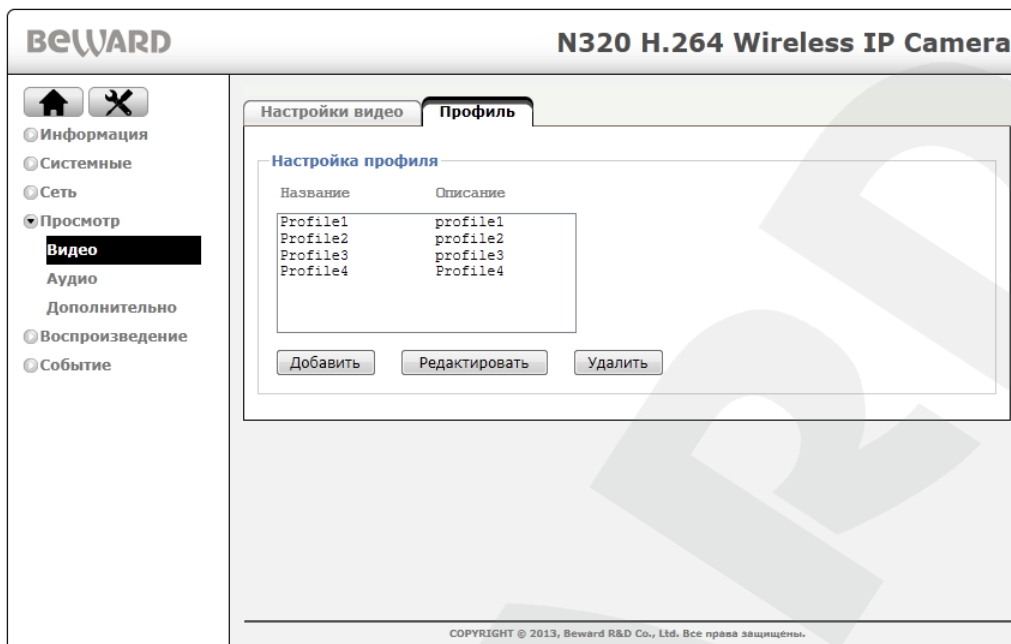 BEWARD
N320 H.264 Wireless IP Camera
Информация
Системные
Сеть
Просмотр
Видео
Аудио
Дополнительно
Воспроизведение
Событие
Настройки видео Профиль
Настройка профиля
Название Описание
Profile1 profile1
Profile2 profile2
Profile3 profile3
Profile4 Profile4
Добавить Редактировать Удалить
COPYRIGHT © 2013, Beward R&D Co., Ltd. Все права защищены.